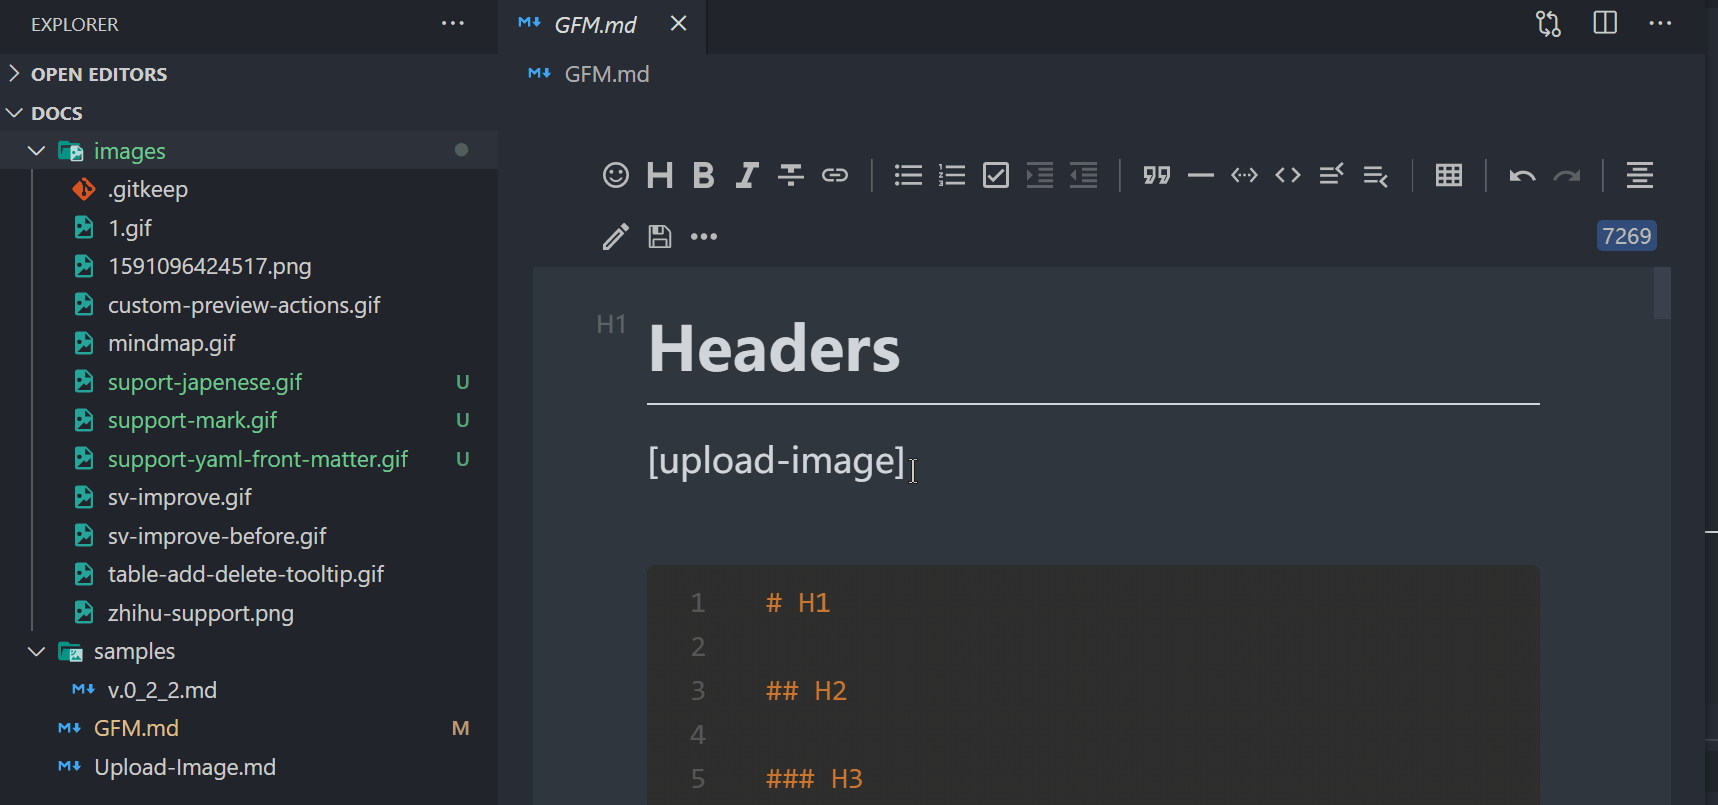 EXPLORER
OPEN EDITORS
DOCS
images
.gitkeep
1.gif
1591096424517.png
custom-preview-actions.gif
mindmap.gif
suport-japenese.gif U
support-mark.gif U
support-yaml-front-matter.gif U
sv-improve.gif
sv-improve-before.gif
table-add-delete-tooltip.gif
zhihu-support.png
samples
v.0_2_2.md
GFM.md M
Upload-Image.md
GFM.md
GFM.md
7269
H1 Headers
[upload-image]
1 # H1
2
3 ## H2
4
5 ### H3